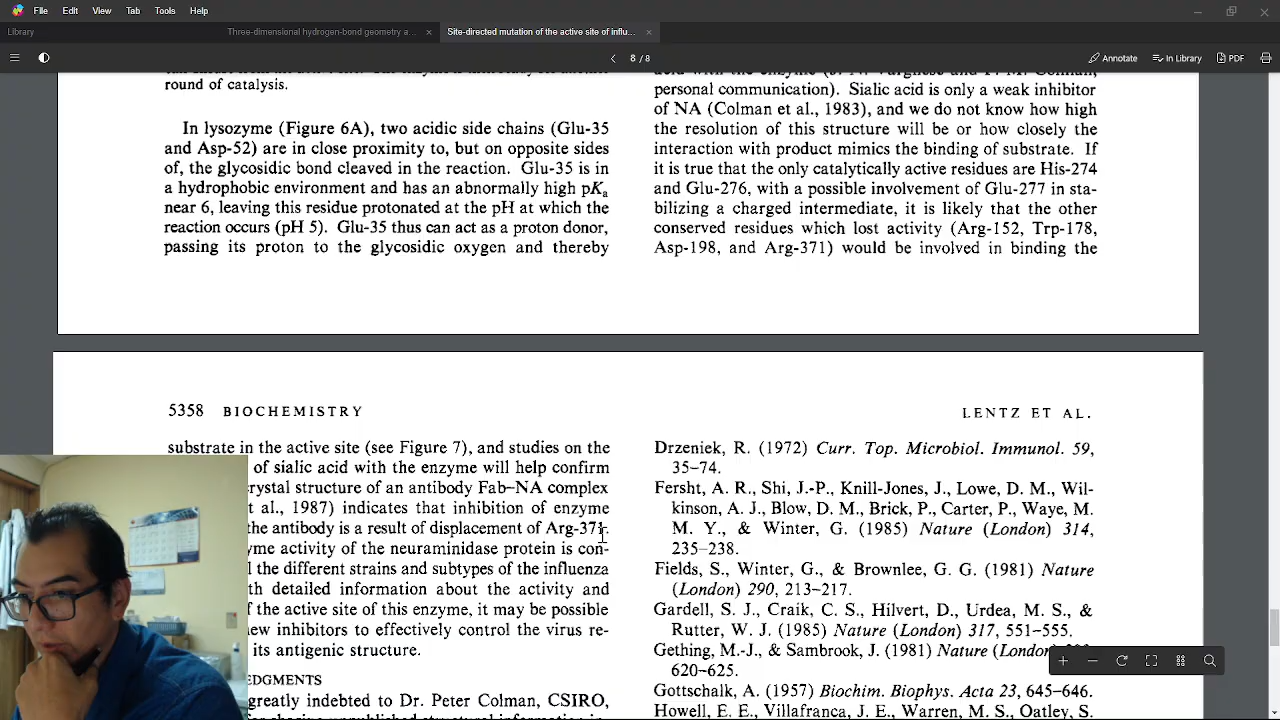 File Edit View Tab Tools Help
Library
Three-dimensional hydrogen-bond geometry a...
Site-directed mutation of the active site of influ...
8 / 8
Annotate
In Library
PDF
round of catalysis.
In lysozyme (Figure 6A), two acidic side chains (Glu-35
and Asp-52) are in close proximity to, but on opposite sides
of, the glycosidic bond cleaved in the reaction. Glu-35 is in
a hydrophobic environment and has an abnormally high pKa
near 6, leaving this residue protonated at the pH at which the
reaction occurs (pH 5). Glu-35 thus can act as a proton donor,
passing its proton to the glycosidic oxygen and thereby
personal communication). Sialic acid is only a weak inhibitor
of NA (Colman et al., 1983), and we do not know how high
the resolution of this structure will be or how closely the
interaction with product mimics the binding of substrate. If
it is true that the only catalytically active residues are His-274
and Glu-276, with a possible involvement of Glu-277 in sta-
bilizing a charged intermediate, it is likely that the other
conserved residues which lost activity (Arg-152, Trp-178,
Asp-198, and Arg-371) would be involved in binding the
5358 BIOCHEMISTRY
LENTZ ET AL.
substrate in the active site (see Figure 7), and studies on the
of sialic acid with the enzyme will help confirm
crystal structure of an antibody Fab–NA complex
al., 1987) indicates that inhibition of enzyme
the antibody is a result of displacement of Arg-371.
activity of the neuraminidase protein is con-
the different strains and subtypes of the influenza
detailed information about the activity and
the active site of this enzyme, it may be possible
new inhibitors to effectively control the virus re-
its antigenic structure.
greatly indebted to Dr. Peter Colman, CSIRO,
Drzeniek, R. (1972) Curr. Top. Microbiol. Immunol. 59,
35–74.
Fersht, A. R., Shi, J.-P., Knill-Jones, J., Lowe, D. M., Wil-
kinson, A. J., Blow, D. M., Brick, P., Carter, P., Waye, M.
M. Y., & Winter, G. (1985) Nature (London) 314,
235–238.
Fields, S., Winter, G., & Brownlee, G. G. (1981) Nature
(London) 290, 213–217.
Gardell, S. J., Craik, C. S., Hilvert, D., Urdea, M. S., &
Rutter, W. J. (1985) Nature (London) 317, 551–555.
Gething, M.-J., & Sambrook, J. (1981) Nature (London)
620–625.
Gottschalk, A. (1957) Biochim. Biophys. Acta 23, 645–646.
Howell, E. E., Villafranca, J. E., Warren, M. S., Oatley, S.